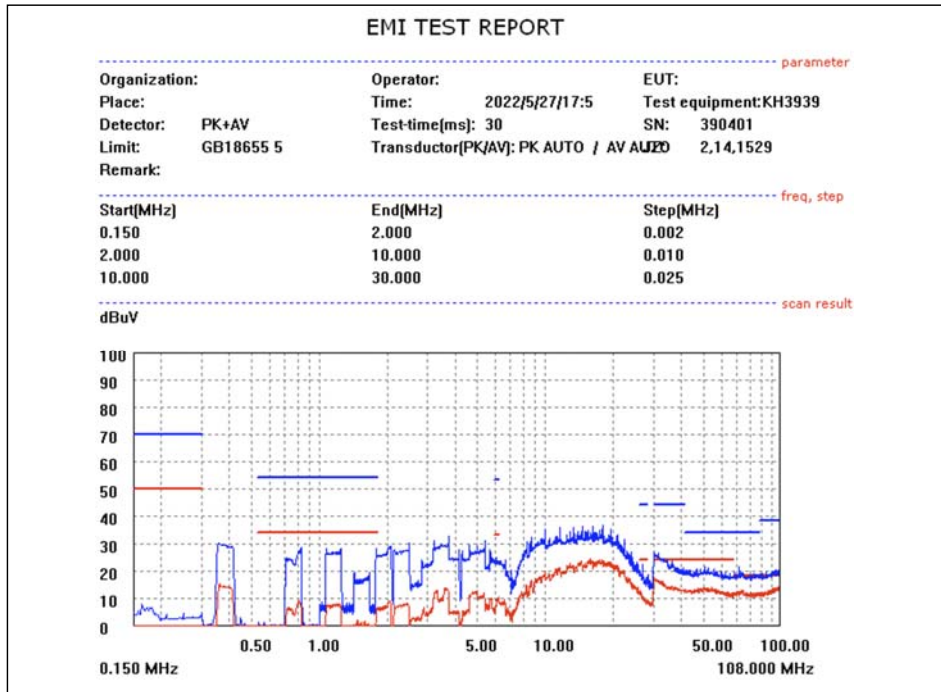 EMI TEST REPORT
parameter
Organization: Operator: EUT:
Place: Time: 2022/5/27/17:5 Test equipment:KH3939
Detector: PK+AV Test-time(ms): 30 SN: 390401
Limit: GB18655 5 Transductor(PK/AV): PK AUTO / AV 2,14,1529
Remark:
freq, step
Start(MHz) End(MHz) Step(MHz)
0.150 2.000 0.002
2.000 10.000 0.010
10.000 30.000 0.025
scan result
dBuV
100
90
80
70
60
50
40
30
20
10
0
0.50 1.00 5.00 10.00 50.00 100.00
0.150 MHz 108.000 MHz